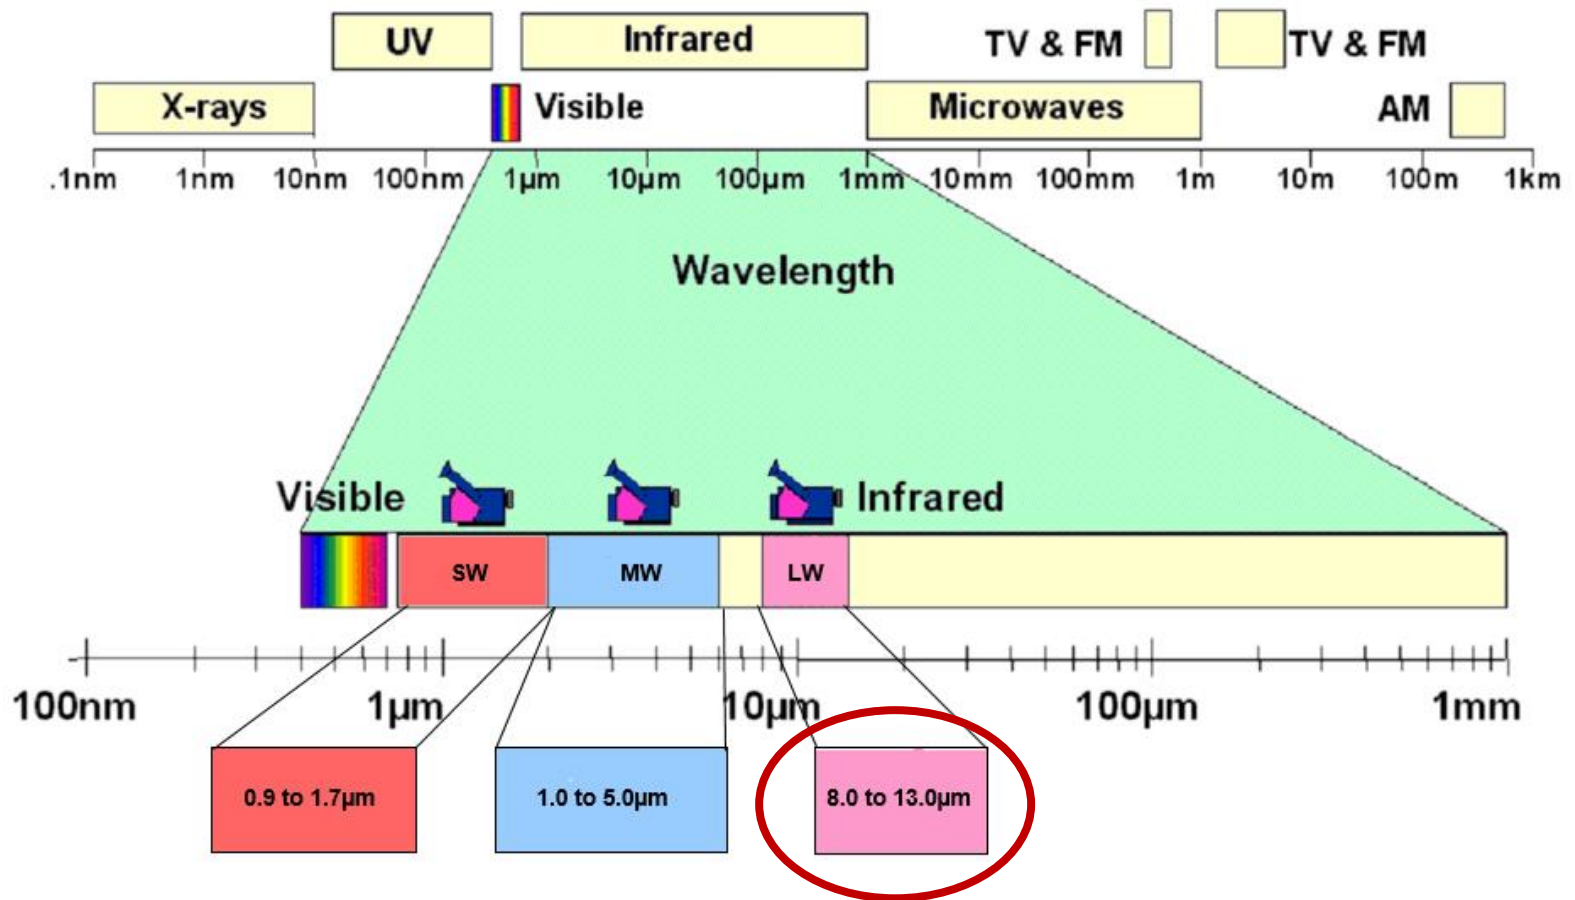 UV
Infrared
TV & FM
TV & FM
X-rays
Visible
Microwaves
AM
.1nm 1nm 10nm 100nm 1µm 10µm 100µm 1mm 10mm 100mm 1m 10m 100m 1km
Wavelength
Visible
Infrared
SW
MW
LW
100nm 1µm 10µm 100µm 1mm
0.9 to 1.7µm
1.0 to 5.0µm
8.0 to 13.0µm